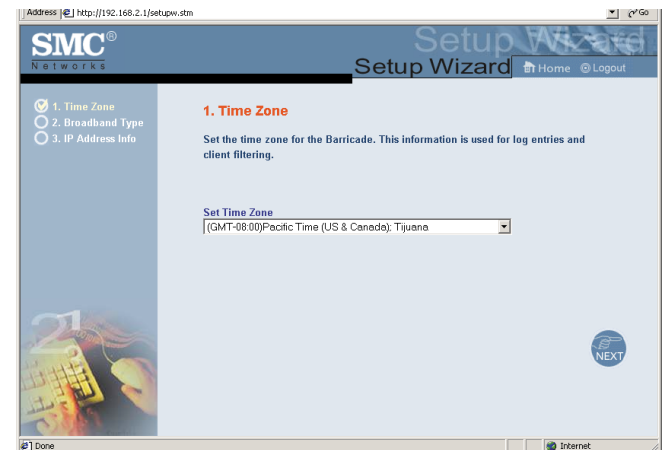 Address http://192.168.2.1/setupw.stm Go
SMC®
Networks
Setup Wizard
Setup Wizard
Home Logout
1. Time Zone
2. Broadband Type
3. IP Address Info
1. Time Zone
Set the time zone for the Barricade. This information is used for log entries and
client filtering.
Set Time Zone
(GMT-08:00)Pacific Time (US & Canada); Tijuana
21
NEXT
Done Internet